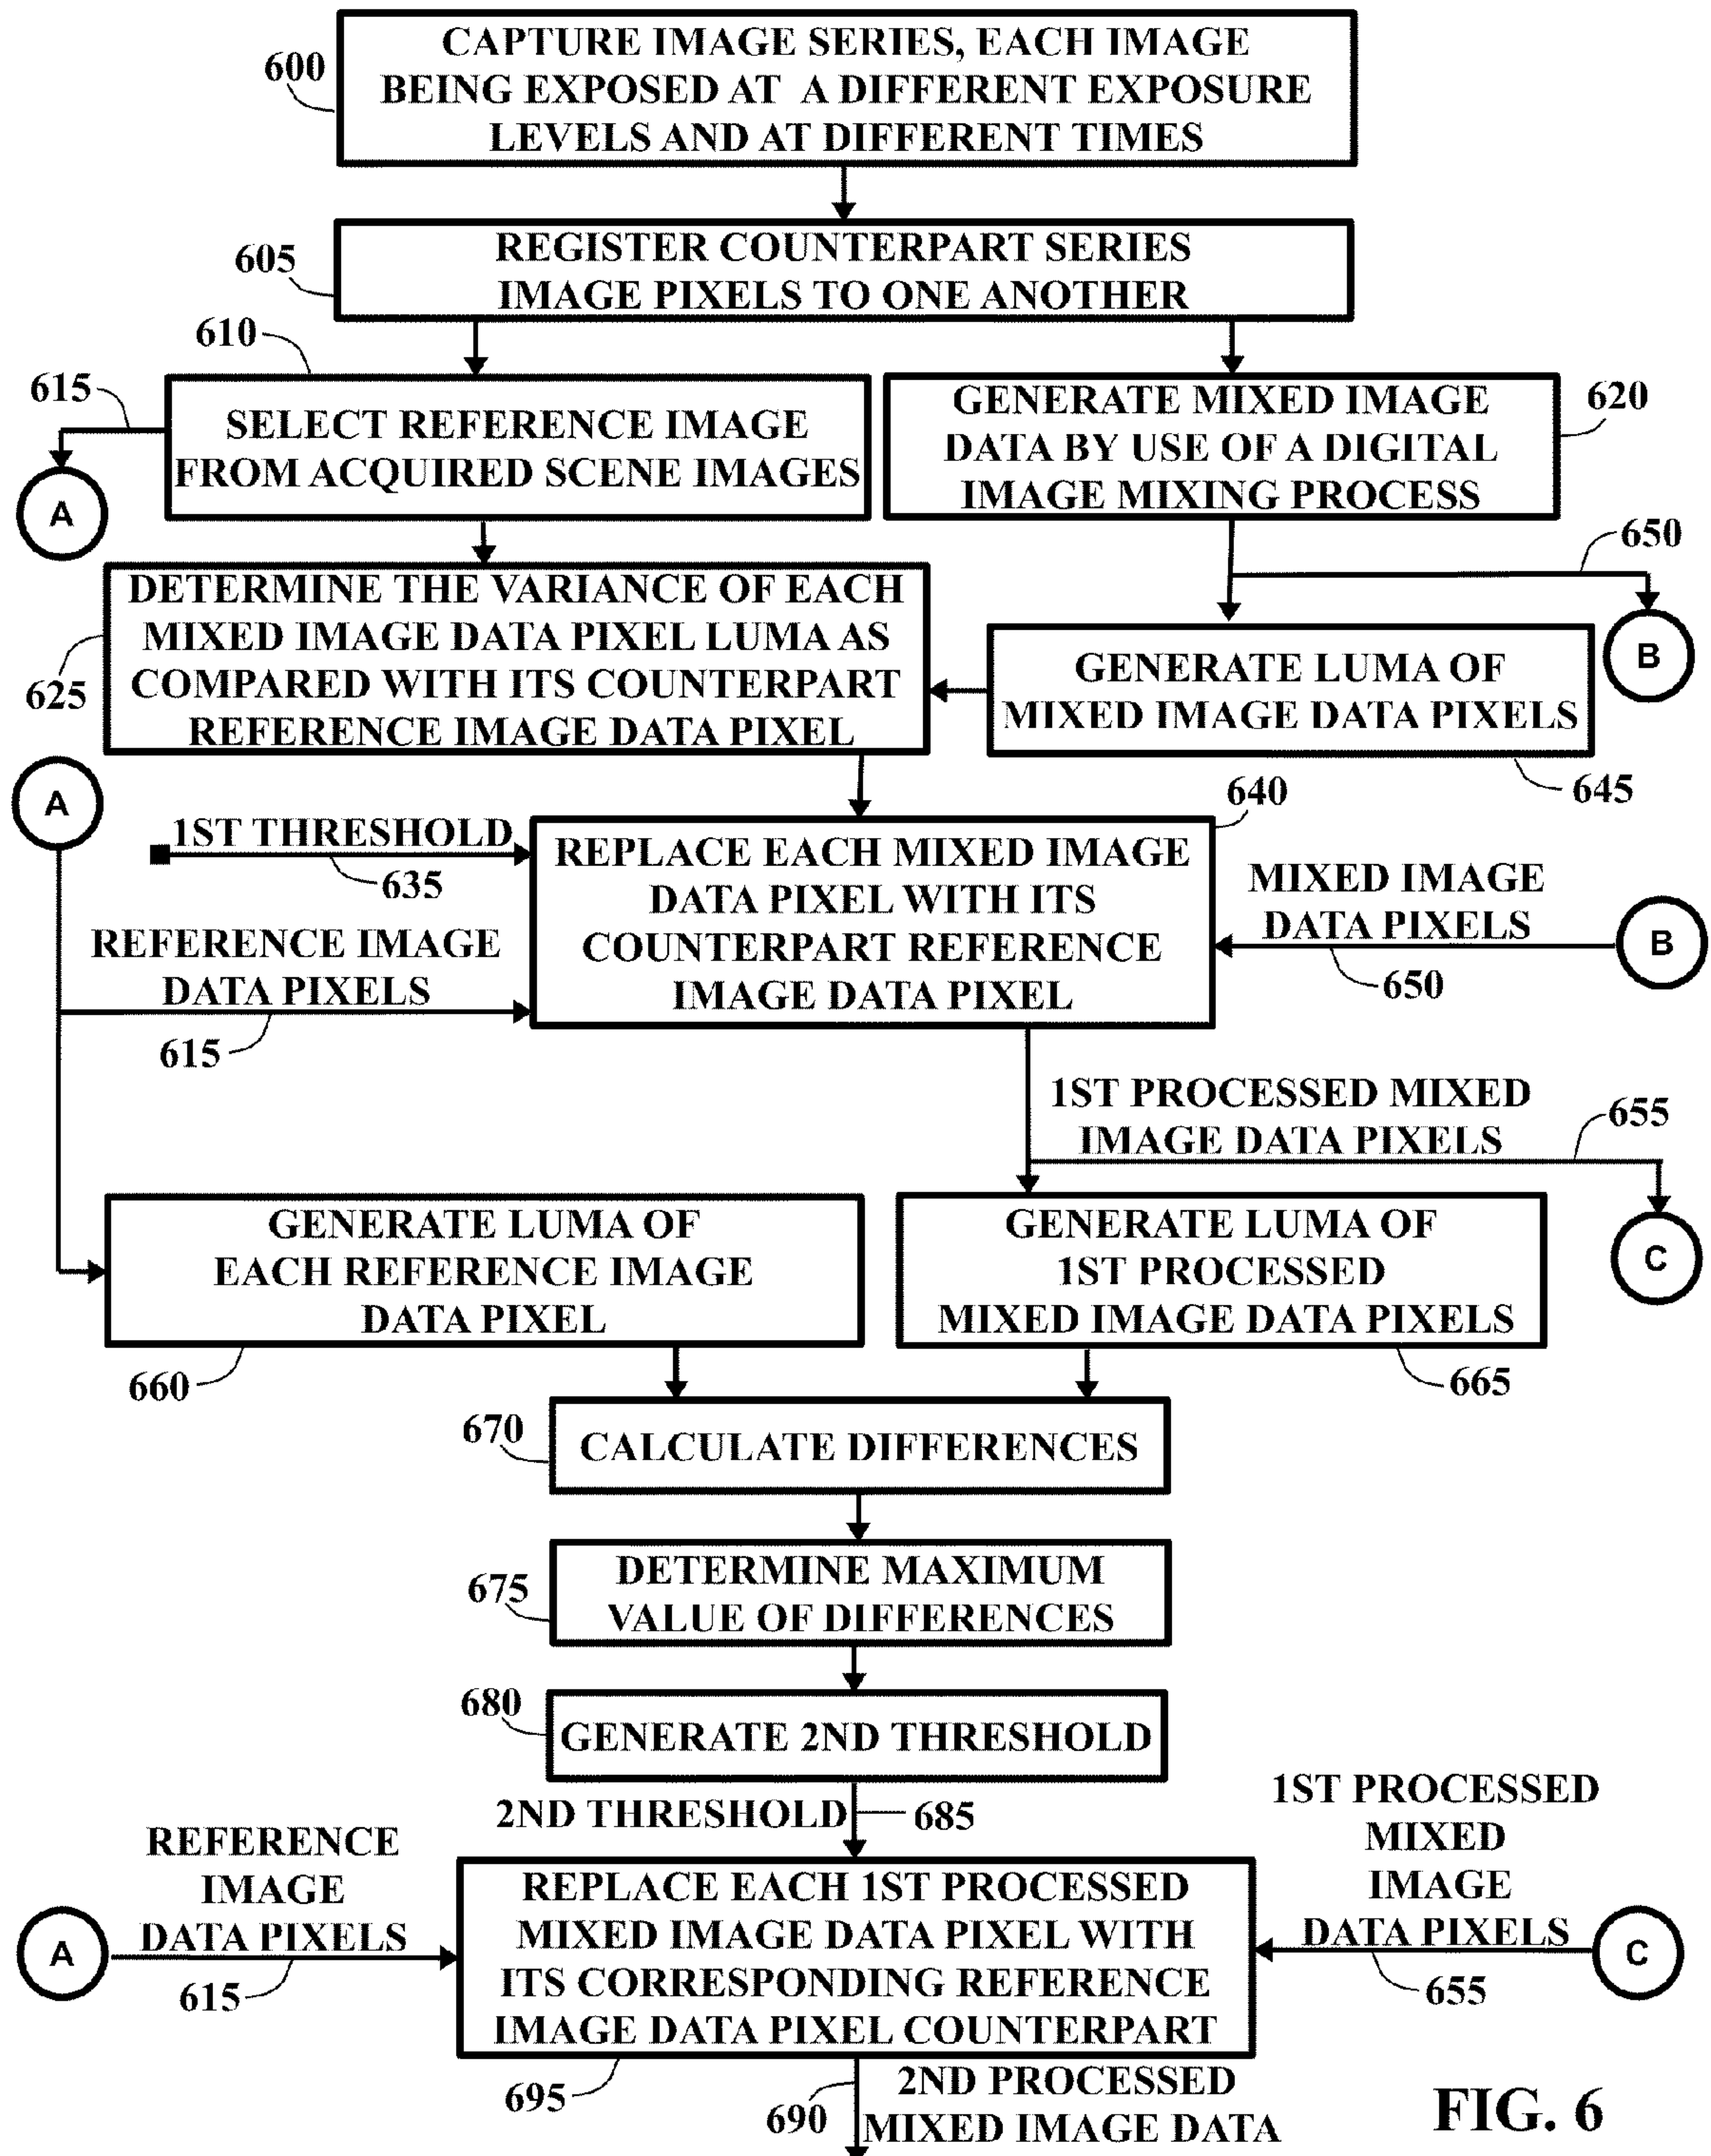 600
CAPTURE IMAGE SERIES, EACH IMAGE
BEING EXPOSED AT A DIFFERENT EXPOSURE
LEVELS AND AT DIFFERENT TIMES
605
REGISTER COUNTERPART SERIES
IMAGE PIXELS TO ONE ANOTHER
610
615
A
SELECT REFERENCE IMAGE
FROM ACQUIRED SCENE IMAGES
GENERATE MIXED IMAGE
DATA BY USE OF A DIGITAL
IMAGE MIXING PROCESS
620
650
B
625
DETERMINE THE VARIANCE OF EACH
MIXED IMAGE DATA PIXEL LUMA AS
COMPARED WITH ITS COUNTERPART
REFERENCE IMAGE DATA PIXEL
GENERATE LUMA OF
MIXED IMAGE DATA PIXELS
645
A
640
1ST THRESHOLD
635
REFERENCE IMAGE
DATA PIXELS
615
REPLACE EACH MIXED IMAGE
DATA PIXEL WITH ITS
COUNTERPART REFERENCE
IMAGE DATA PIXEL
MIXED IMAGE
DATA PIXELS
650
B
1ST PROCESSED MIXED
IMAGE DATA PIXELS
655
C
GENERATE LUMA OF
EACH REFERENCE IMAGE
DATA PIXEL
660
GENERATE LUMA OF
1ST PROCESSED
MIXED IMAGE DATA PIXELS
665
670
CALCULATE DIFFERENCES
675
DETERMINE MAXIMUM
VALUE OF DIFFERENCES
680
GENERATE 2ND THRESHOLD
2ND THRESHOLD
685
A
REFERENCE
IMAGE
DATA PIXELS
615
REPLACE EACH 1ST PROCESSED
MIXED IMAGE DATA PIXEL WITH
ITS CORRESPONDING REFERENCE
IMAGE DATA PIXEL COUNTERPART
1ST PROCESSED
MIXED
IMAGE
DATA PIXELS
655
C
695
690
2ND PROCESSED
MIXED IMAGE DATA
FIG. 6